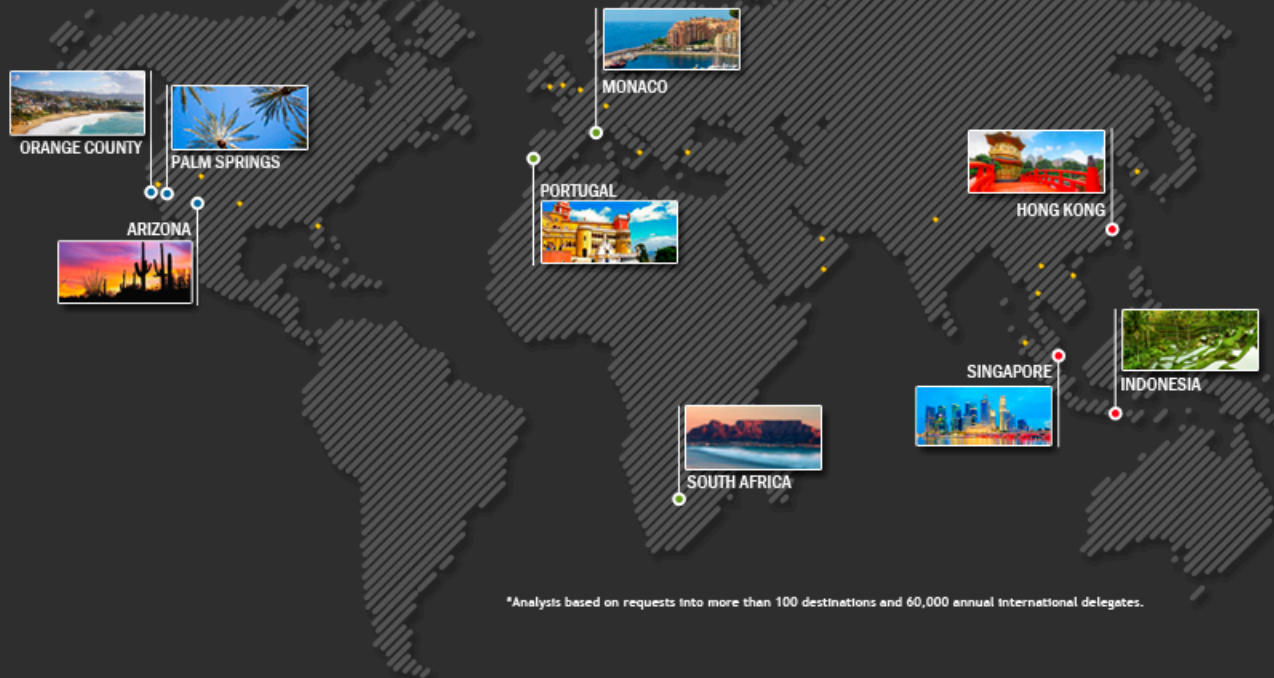 MONACO
ORANGE COUNTY
PALM SPRINGS
PORTUGAL
HONG KONG
ARIZONA
SINGAPORE
INDONESIA
SOUTH AFRICA
*Analysis based on requests into more than 100 destinations and 60,000 annual international delegates.